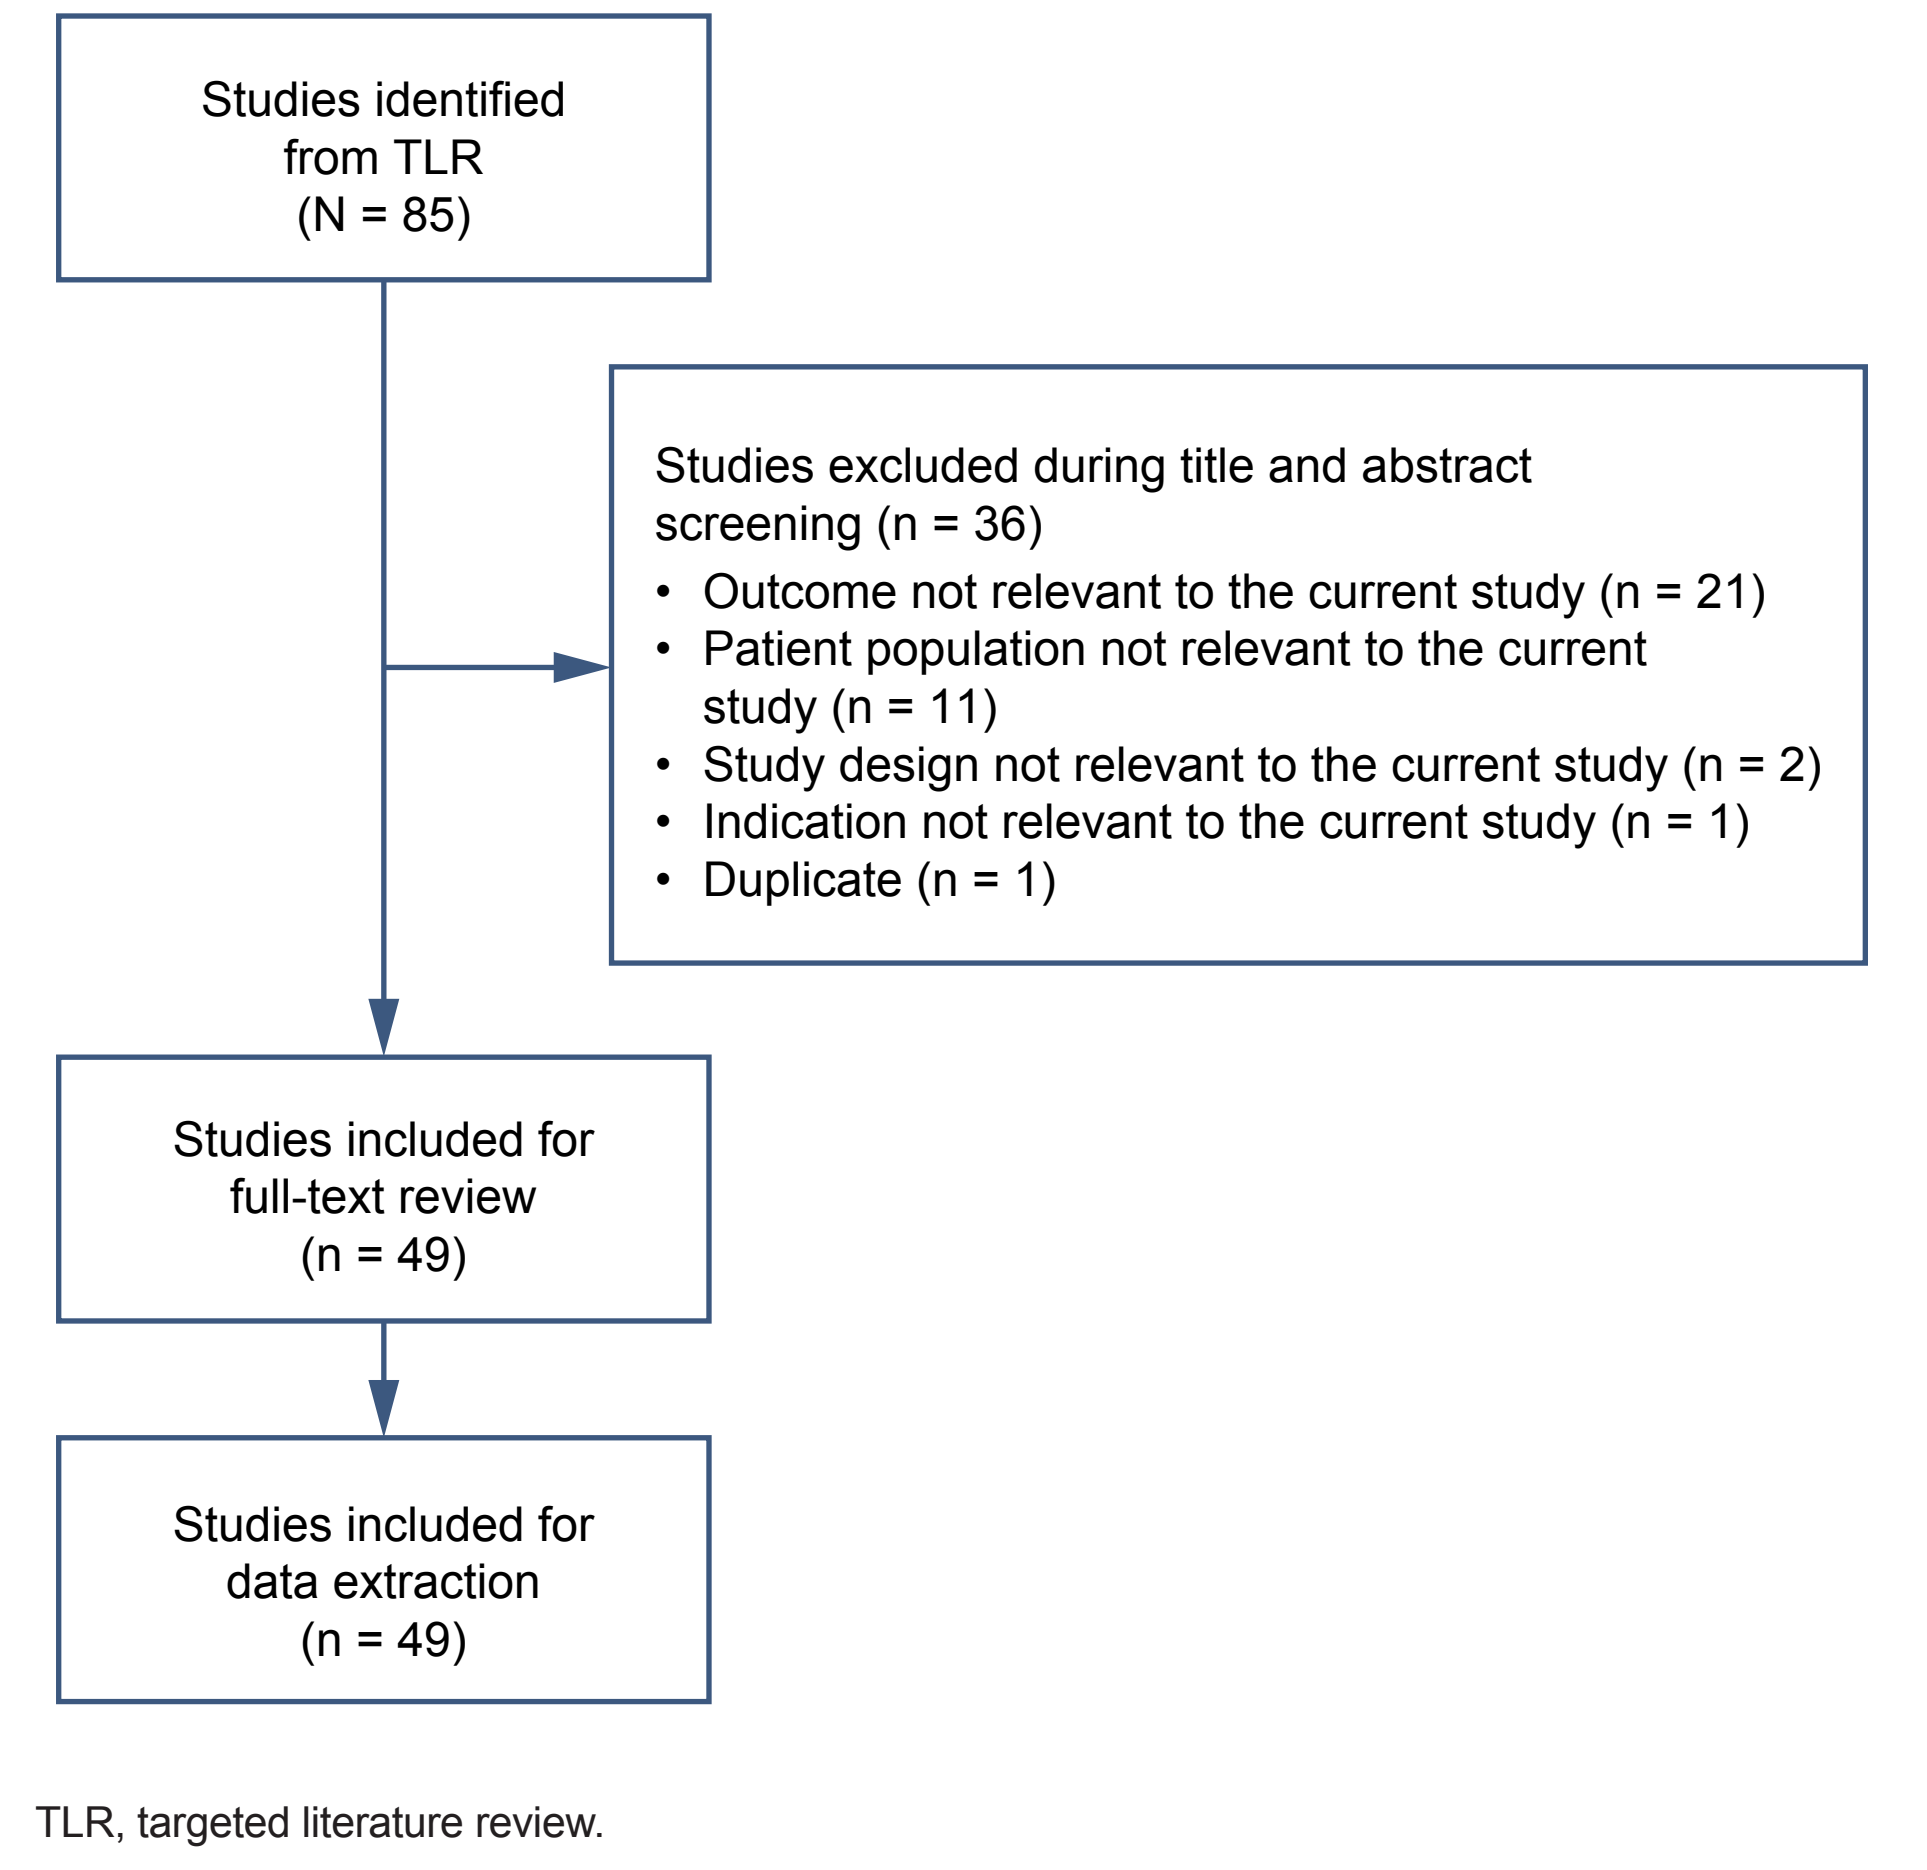 Studies identified
from TLR
(N = 85)
Studies excluded during title and abstract
screening (n = 36)
• Outcome not relevant to the current study (n = 21)
• Patient population not relevant to the current
study (n = 11)
• Study design not relevant to the current study (n = 2)
• Indication not relevant to the current study (n = 1)
• Duplicate (n = 1)
Studies included for
full-text review
(n = 49)
Studies included for
data extraction
(n = 49)
TLR, targeted literature review.